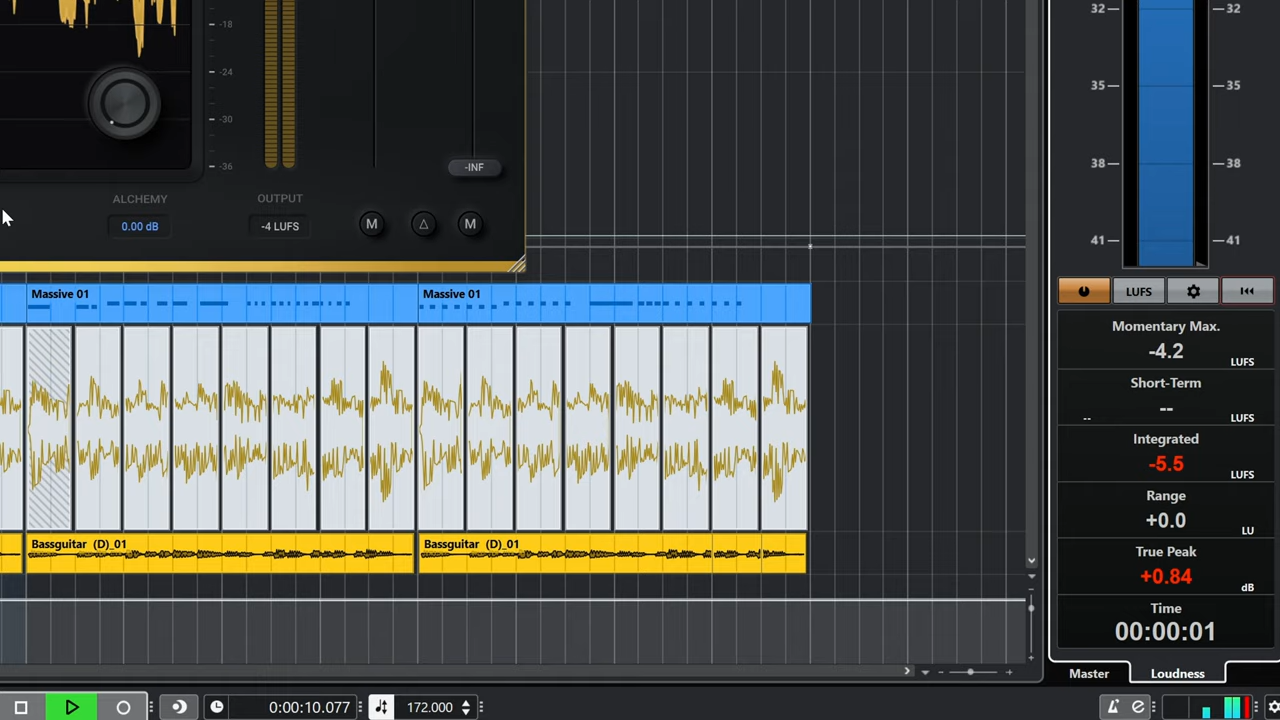 -18
-24
-30
-36
-INF
ALCHEMY
OUTPUT
0.00 dB
-4 LUFS
M
Δ
M
32
32
35
35
38
38
41
41
LUFS
Momentary Max.
-4.2
LUFS
Short-Term
--
--
LUFS
Integrated
-5.5
LUFS
Range
+0.0
LU
True Peak
+0.84
dB
Time
00:00:01
Massive 01
Massive 01
Bassguitar (D)_01
Bassguitar (D)_01
Master
Loudness
0:00:10.077
172.000